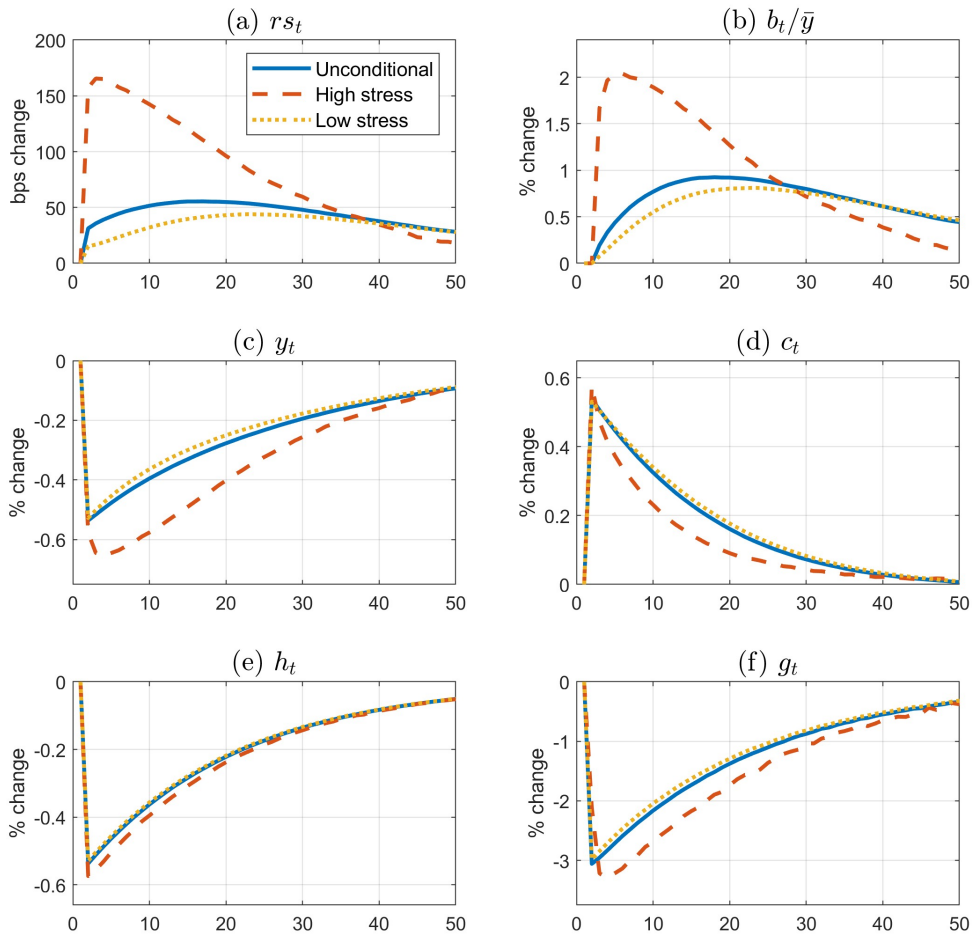 (a) rs_t
200
150
100
50
0
bps change
Unconditional
High stress
Low stress
0 10 20 30 40 50
(b) b_t/ȳ
2
1.5
1
0.5
0
% change
0 10 20 30 40 50
(c) y_t
0
-0.2
-0.4
-0.6
% change
0 10 20 30 40 50
(d) c_t
0.6
0.4
0.2
0
% change
0 10 20 30 40 50
(e) h_t
0
-0.2
-0.4
-0.6
% change
0 10 20 30 40 50
(f) g_t
0
-1
-2
-3
% change
0 10 20 30 40 50